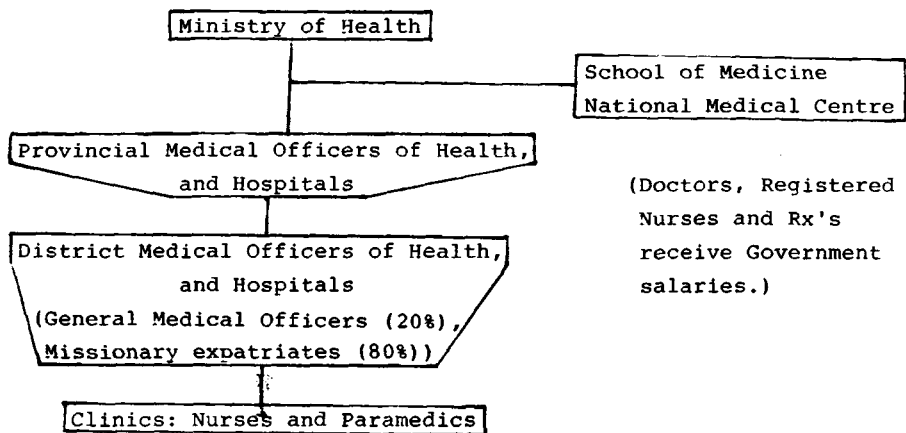 Ministry of Health
School of Medicine
National Medical Centre
Provincial Medical Officers of Health,
and Hospitals
(Doctors, Registered
Nurses and Rx's
receive Government
salaries.)
District Medical Officers of Health,
and Hospitals
(General Medical Officers (20%),
Missionary expatriates (80%))
Clinics: Nurses and Paramedics